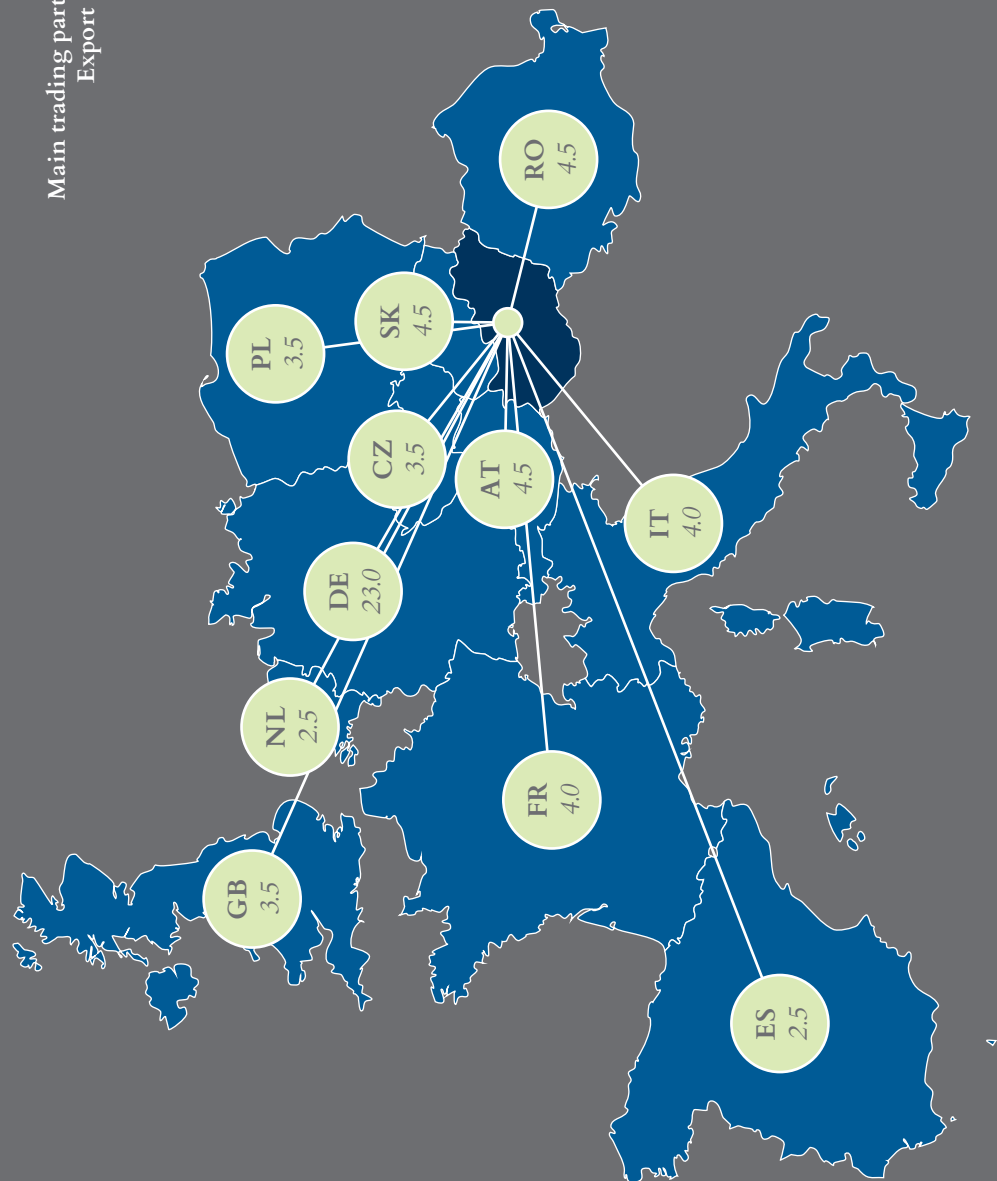 Main trading part
Export
GB
3.5
PL
3.5
NL
2.5
DE
23.0
CZ
3.5
SK
4.5
AT
4.5
FR
4.0
RO
4.5
IT
4.0
ES
2.5